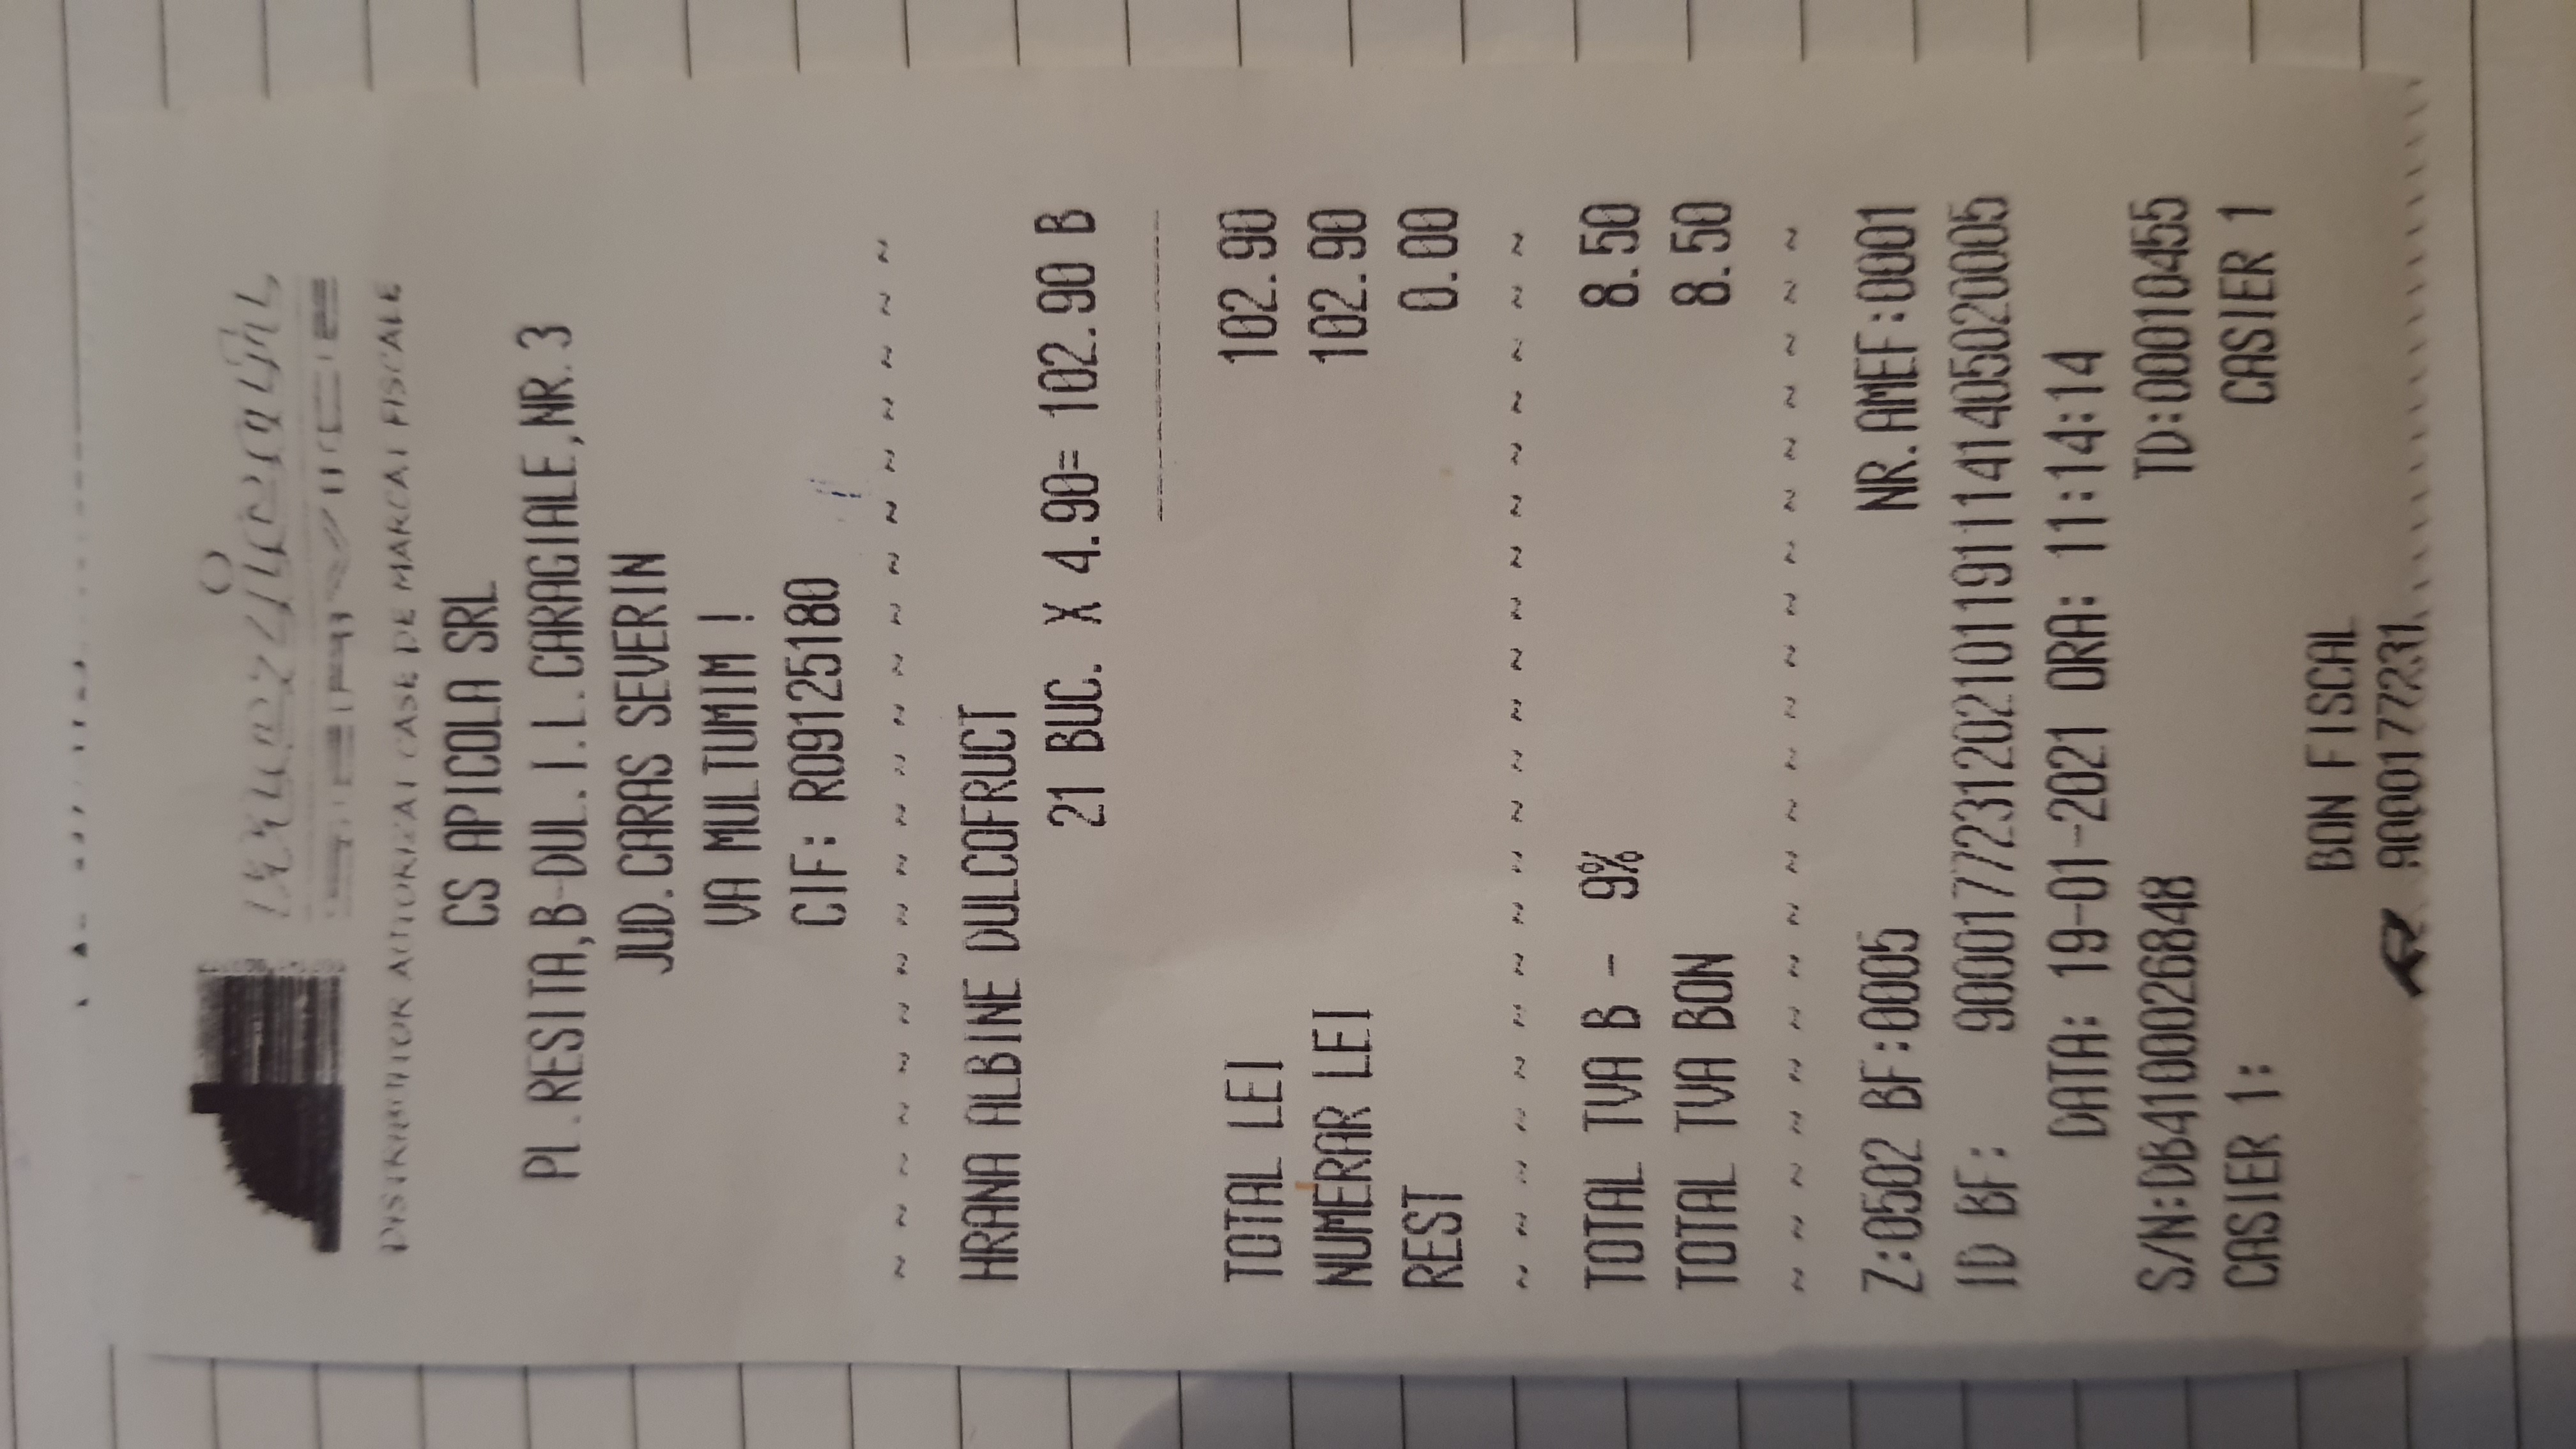 DISTRIBUITOR AUTORIZAT CASE DE MARCAT FISCALE
CS APICOLA SRL
PL.RESITA,B-DUL.I.L.CARAGIALE,NR.3
JUD.CARAS SEVERIN
VA MULTUMIM !
CIF: RO9125180
HRANA ALBINE DULCOFRUCT
21 BUC. X 4.90= 102.90 B
TOTAL LEI 102.90
NUMERAR LEI 102.90
REST 0.00
TOTAL TVA B - 9% 8.50
TOTAL TVA BON 8.50
Z:0502 BF:0005 NR.AMEF:0001
ID BF: 90001772312021011911141405020005
DATA: 19-01-2021 ORA: 11:14:14
S/N:DB4100026848 TD:00010455
CASIER 1: CASIER 1
BON FISCAL
9000177231